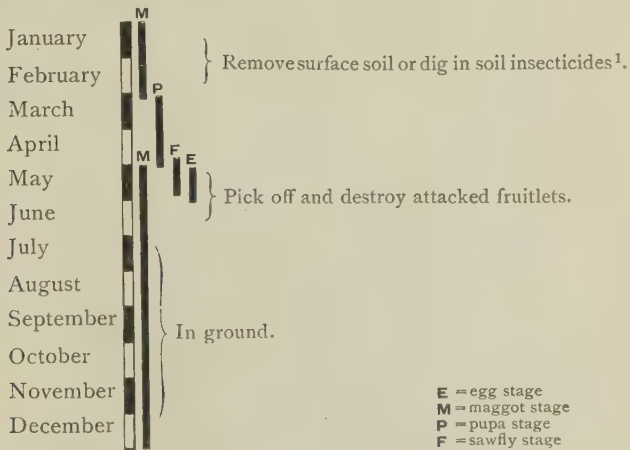 M
January
February
Remove surface soil or dig in soil insecticides¹.
P
March
April
M
F E
May
June
Pick off and destroy attacked fruitlets.
July
August
September
In ground.
October
November
December
E = egg stage
M = maggot stage
P = pupa stage
F = sawfly stage